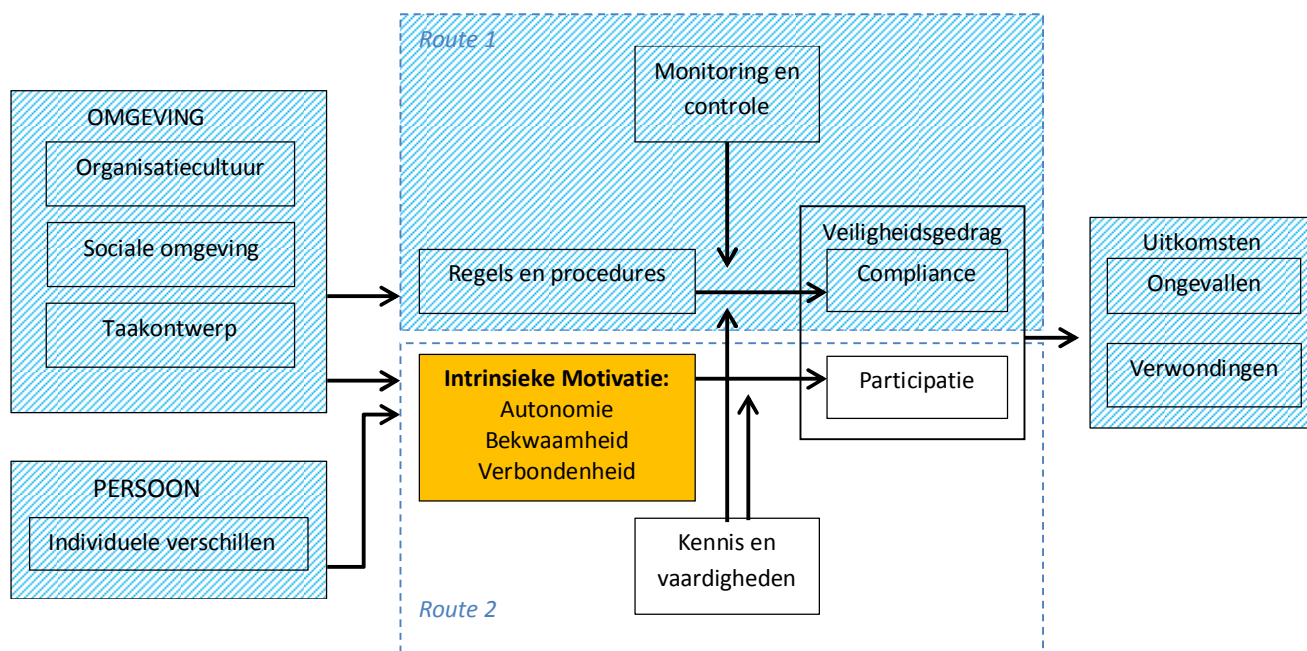 Route 1
Monitoring en
controle
OMGEVING
Organisatiecultuur
Sociale omgeving
Taakontwerp
Regels en procedures
Veiligheidsgedrag
Compliance
Uitkomsten
Ongevallen
Verwondingen
Intrinsieke Motivatie:
Autonomie
Bekwaamheid
Verbondenheid
Participatie
PERSOON
Individuele verschillen
Kennis en
vaardigheden
Route 2